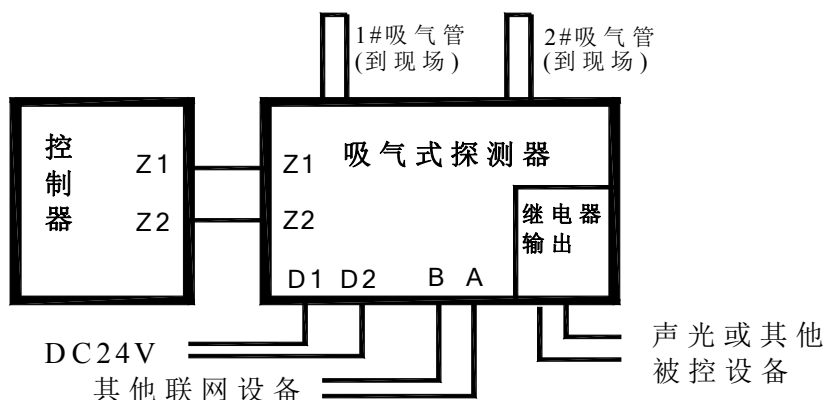 1#吸气管
(到现场)
2#吸气管
(到现场)
控制器
Z1
Z2
吸气式探测器
Z1
Z2
继电器
输出
D1 D2
B A
DC24V
其他联网设备
声光或其他
被控设备